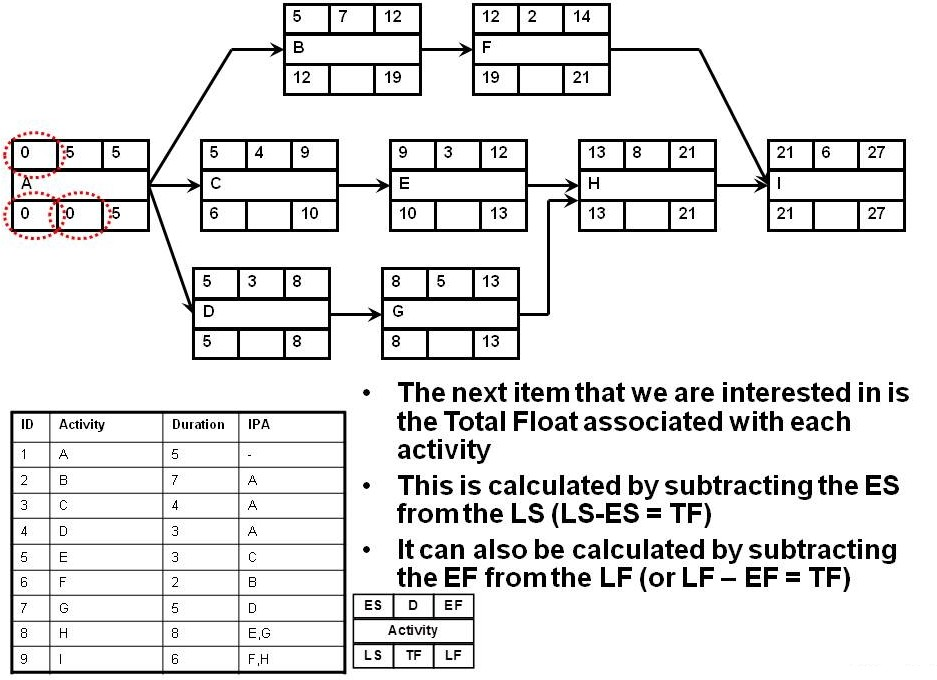 5 7 12
B
12 19
12 2 14
F
19 21
0 5 5
A
0 0 5
5 4 9
C
6 10
9 3 12
E
10 13
13 8 21
H
13 21
21 6 27
I
21 27
5 3 8
D
5 8
8 5 13
G
8 13
• The next item that we are interested in is
the Total Float associated with each
activity
• This is calculated by subtracting the ES
from the LS (LS-ES = TF)
• It can also be calculated by subtracting
the EF from the LF (or LF – EF = TF)
ID Activity Duration IPA
1 A 5 -
2 B 7 A
3 C 4 A
4 D 3 A
5 E 3 C
6 F 2 B
7 G 5 D
8 H 8 E,G
9 I 6 F,H
ES D EF
Activity
LS TF LF